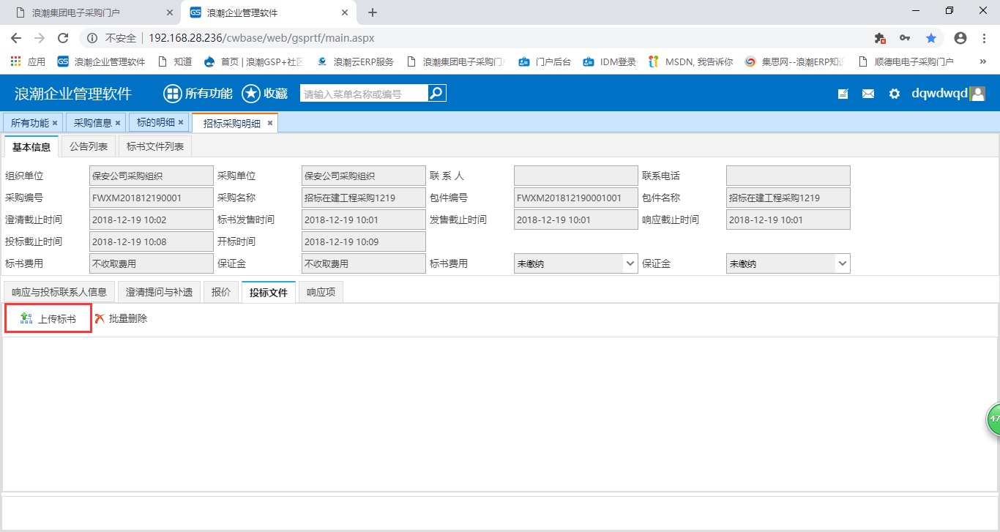 浪潮集团电子采购门户
浪潮企业管理软件
不安全 192.168.28.236/cwbase/web/gsprtf/main.aspx
应用 浪潮企业管理软件 知道 首页 | 浪潮GSP+社区 浪潮云ERP服务 浪潮集团电子采购门 门户后台 IDM登录 MSDN, 我告诉你 集思网--浪潮ERP知识 顺德电电子采购门户 »
浪潮企业管理软件 所有功能 收藏 请输入菜单名称或编号 dqwdwqd
所有功能 采购信息 标的明细 招标采购明细
基本信息 公告列表 标书文件列表
组织单位 保安公司采购组织 采购单位 保安公司采购组织 联 系 人 联系电话
采购编号 FWXM201812190001 采购名称 招标在建工程采购1219 包件编号 FWXM201812190001001 包件名称 招标在建工程采购1219
澄清截止时间 2018-12-19 10:02 标书发售时间 2018-12-19 10:01 发售截止时间 2018-12-19 10:01 响应截止时间 2018-12-19 10:01
投标截止时间 2018-12-19 10:08 开标时间 2018-12-19 10:09
标书费用 不收取费用 保证金 不收取费用 标书费用 未缴纳 保证金 未缴纳
响应与投标联系人信息 澄清提问与补遗 报价 投标文件 响应项
上传标书 批量删除
47